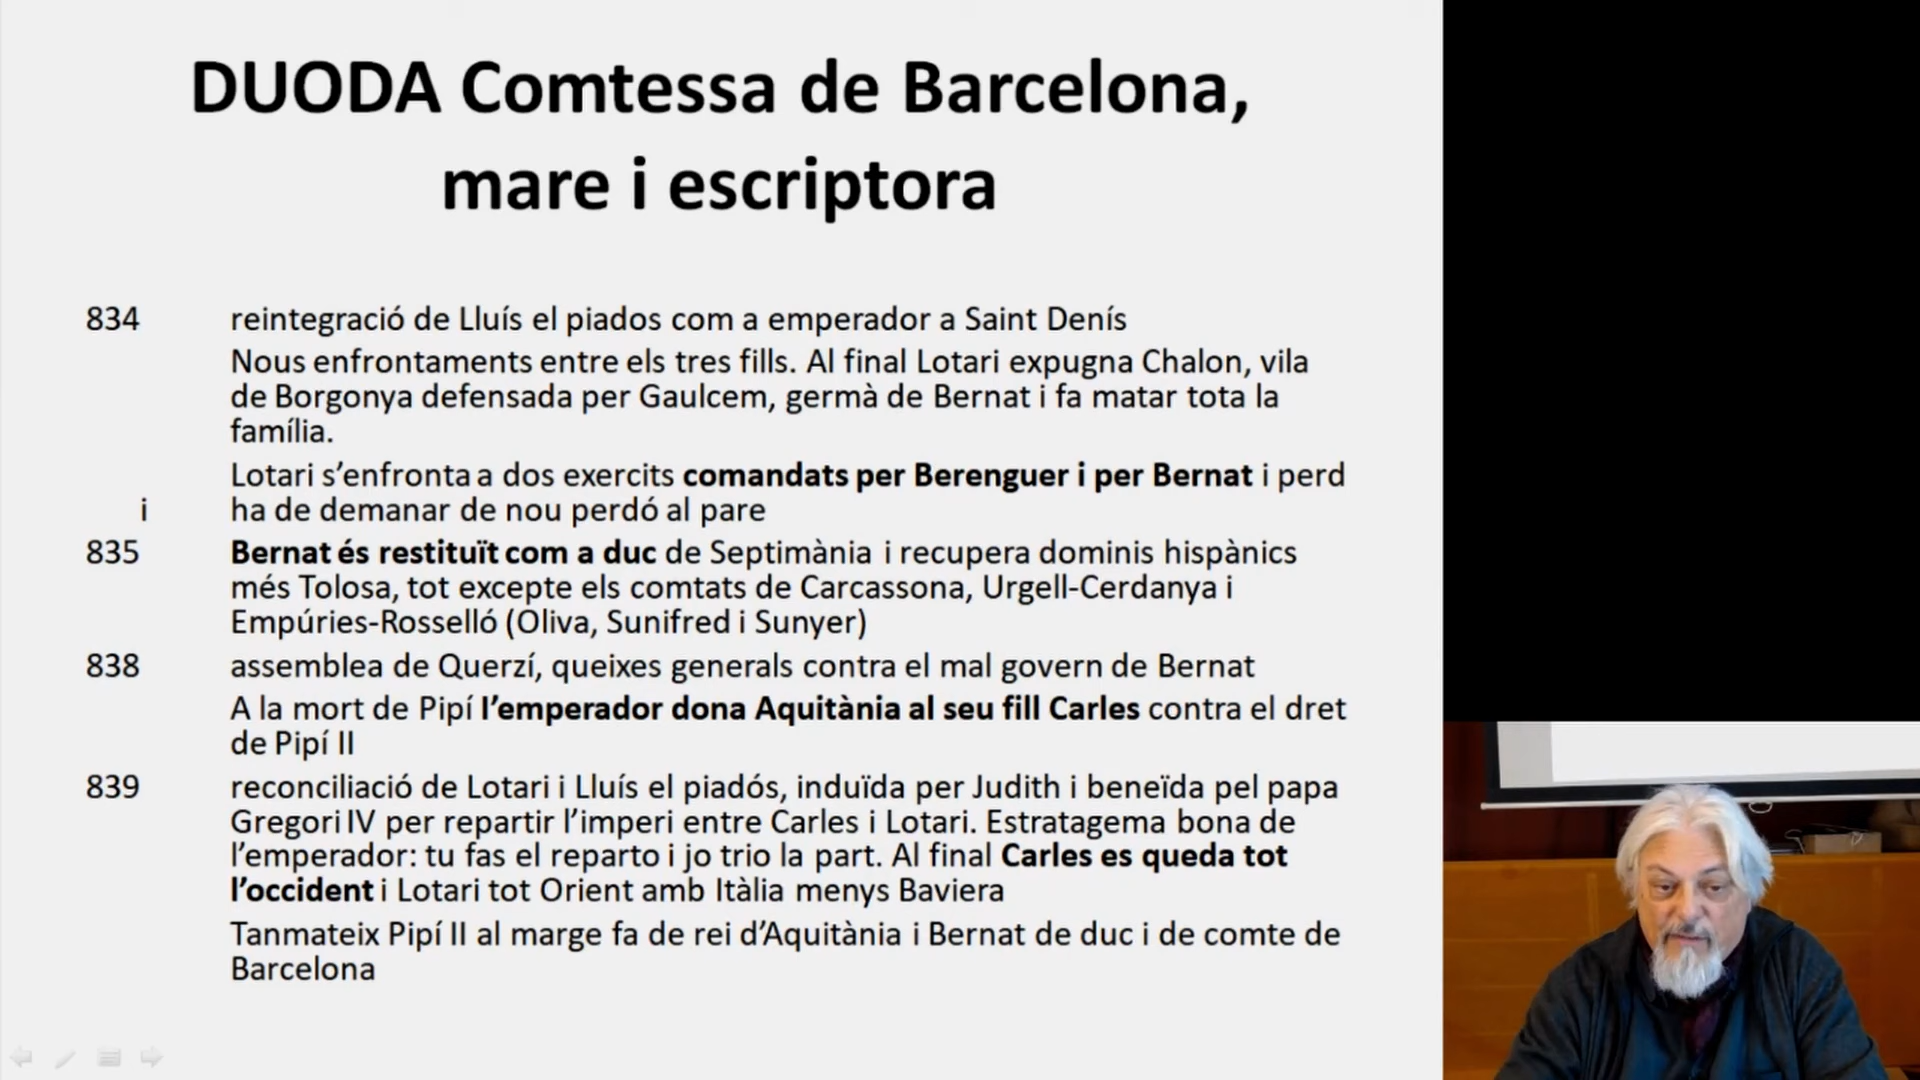 DUODA Comtessa de Barcelona,
mare i escriptora
834 reintegració de Lluís el piados com a emperador a Saint Denís
Nous enfrontaments entre els tres fills. Al final Lotari expugna Chalon, vila
de Borgonya defensada per Gaulcem, germà de Bernat i fa matar tota la
família.
Lotari s’enfronta a dos exercits comandats per Berenguer i per Bernat i perd
i ha de demanar de nou perdó al pare
835 Bernat és restituït com a duc de Septimània i recupera dominis hispànics
més Tolosa, tot excepte els comtats de Carcassona, Urgell-Cerdanya i
Empúries-Rosselló (Oliva, Sunifred i Sunyer)
838 assemblea de Querzí, queixes generals contra el mal govern de Bernat
A la mort de Pipí l’emperador dona Aquitània al seu fill Carles contra el dret
de Pipí II
839 reconciliació de Lotari i Lluís el piadós, induïda per Judith i beneïda pel papa
Gregori IV per repartir l’imperi entre Carles i Lotari. Estratagema bona de
l’emperador: tu fas el reparto i jo trio la part. Al final Carles es queda tot
l’occident i Lotari tot Orient amb Itàlia menys Baviera
Tanmateix Pipí II al marge fa de rei d’Aquitània i Bernat de duc i de comte de
Barcelona